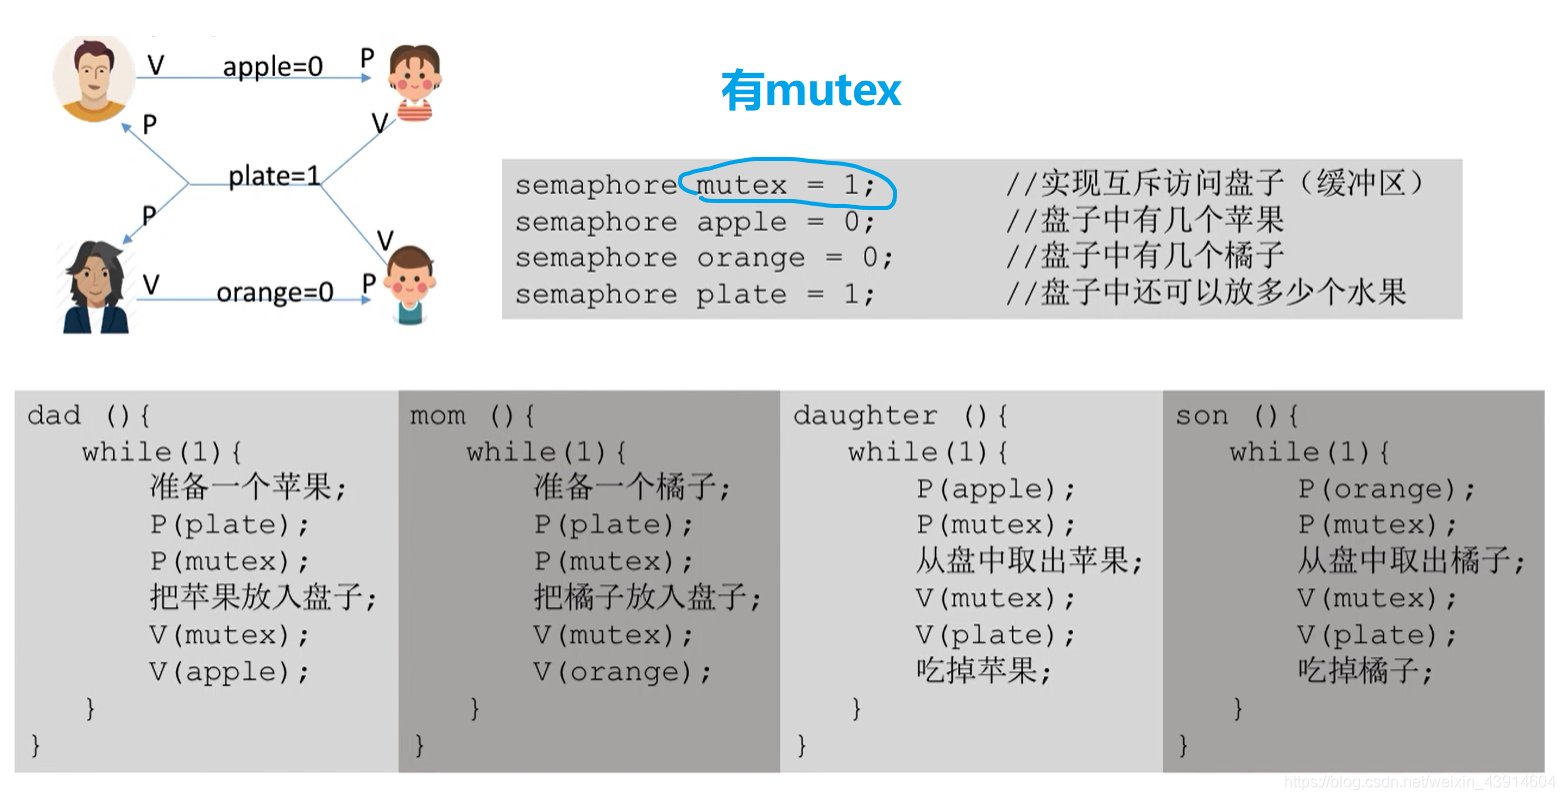 V apple=0 P
有mutex
P V
plate=1
P V
V orange=0 P
semaphore mutex = 1; //实现互斥访问盘子（缓冲区）
semaphore apple = 0; //盘子中有几个苹果
semaphore orange = 0; //盘子中有几个橘子
semaphore plate = 1; //盘子中还可以放多少个水果
dad (){
while(1){
准备一个苹果;
P(plate);
P(mutex);
把苹果放入盘子;
V(mutex);
V(apple);
}
}
mom (){
while(1){
准备一个橘子;
P(plate);
P(mutex);
把橘子放入盘子;
V(mutex);
V(orange);
}
}
daughter (){
while(1){
P(apple);
P(mutex);
从盘中取出苹果;
V(mutex);
V(plate);
吃掉苹果;
}
}
son (){
while(1){
P(orange);
P(mutex);
从盘中取出橘子;
V(mutex);
V(plate);
吃掉橘子;
}
}
https://blog.csdn.net/weixin_43914604